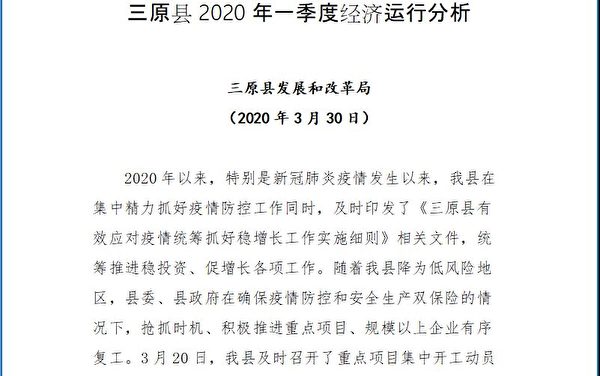 三原县 2020 年一季度经济运行分析
三原县发展和改革局
（2020 年 3 月 30 日）
2020 年以来，特别是新冠肺炎疫情发生以来，我县在
集中精力抓好疫情防控工作同时，及时印发了《三原县有
效应对疫情统筹抓好稳增长工作实施细则》相关文件，统
筹推进稳投资、促增长各项工作。随着我县降为低风险地
区，县委、县政府在确保疫情防控和安全生产双保险的情
况下，抢抓时机、积极推进重点项目、规模以上企业有序
复工。3 月 20 日，我县及时召开了重点项目集中开工动员